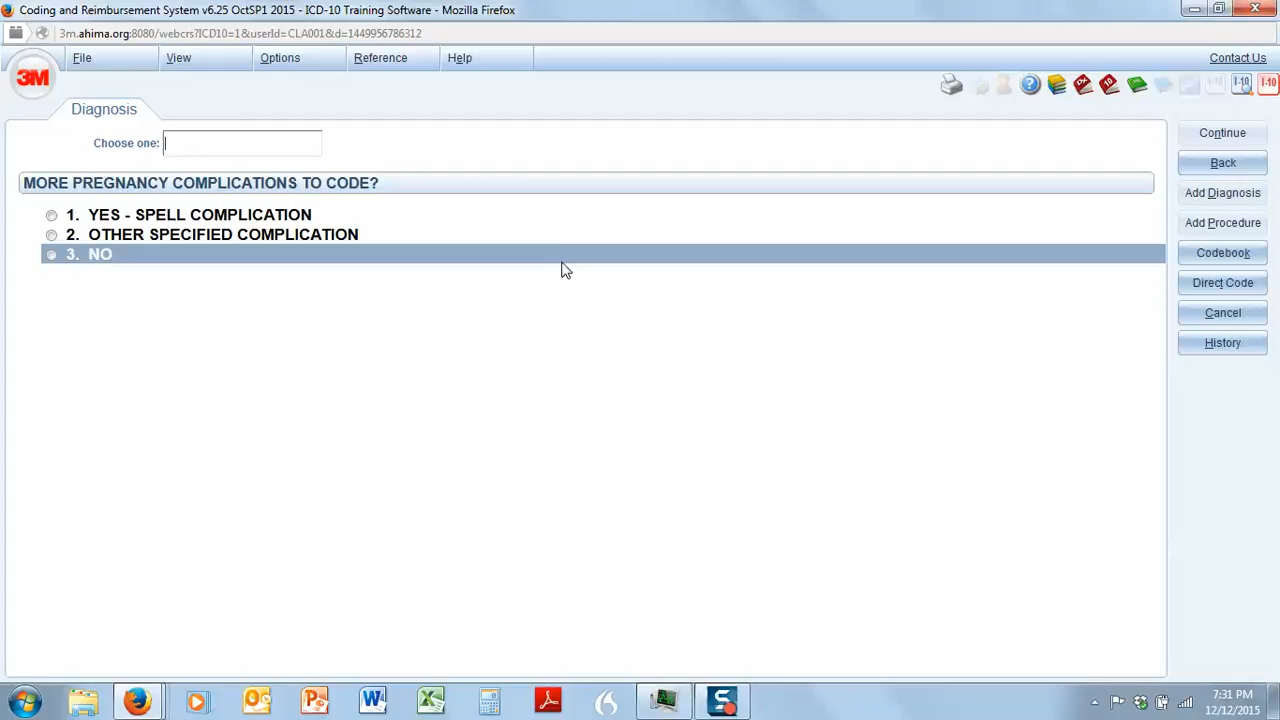 Coding and Reimbursement System v6.25 OctSP1 2015 - ICD-10 Training Software - Mozilla Firefox
3m.ahima.org:8080/webcrs?ICD10=1&userId=CLA001&d=1449956786312
3M
File View Options Reference Help Contact Us
I-10 I-10
Diagnosis
Choose one:
MORE PREGNANCY COMPLICATIONS TO CODE?
1. YES - SPELL COMPLICATION
2. OTHER SPECIFIED COMPLICATION
3. NO
Continue
Back
Add Diagnosis
Add Procedure
Codebook
Direct Code
Cancel
History
7:31 PM
12/12/2015